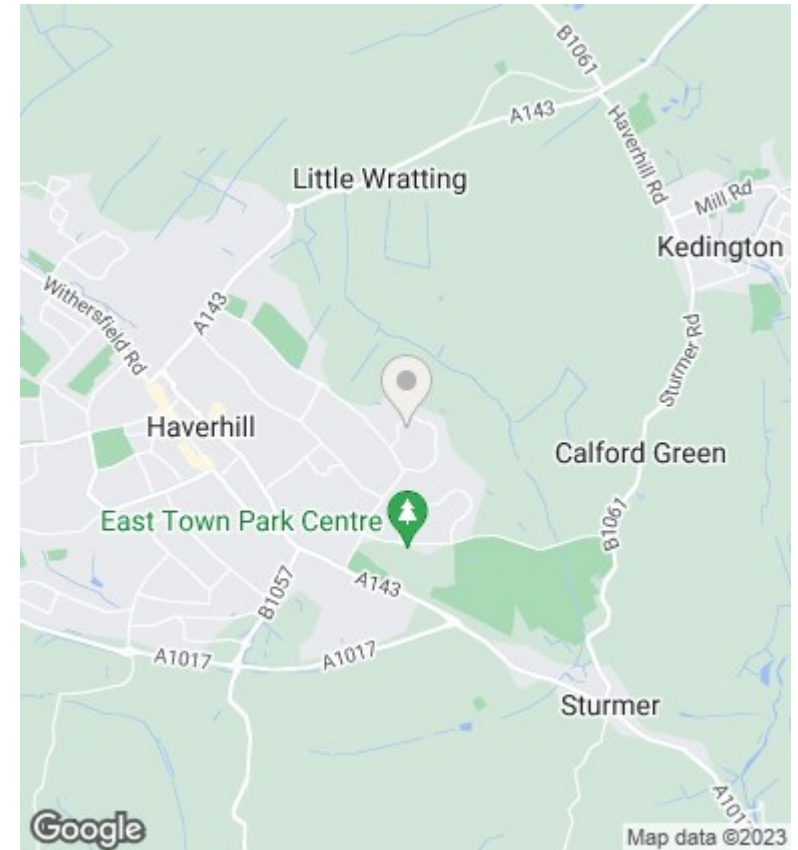 B1061
A143
Haverhill Rd
Little Wratting
Mill Rd
Kedington
Withersfield Rd
A143
Sturmer Rd
Haverhill
Calford Green
East Town Park Centre
B1061
B1057
A143
A1017
A1017
Sturmer
A1017
Google
Map data ©2023